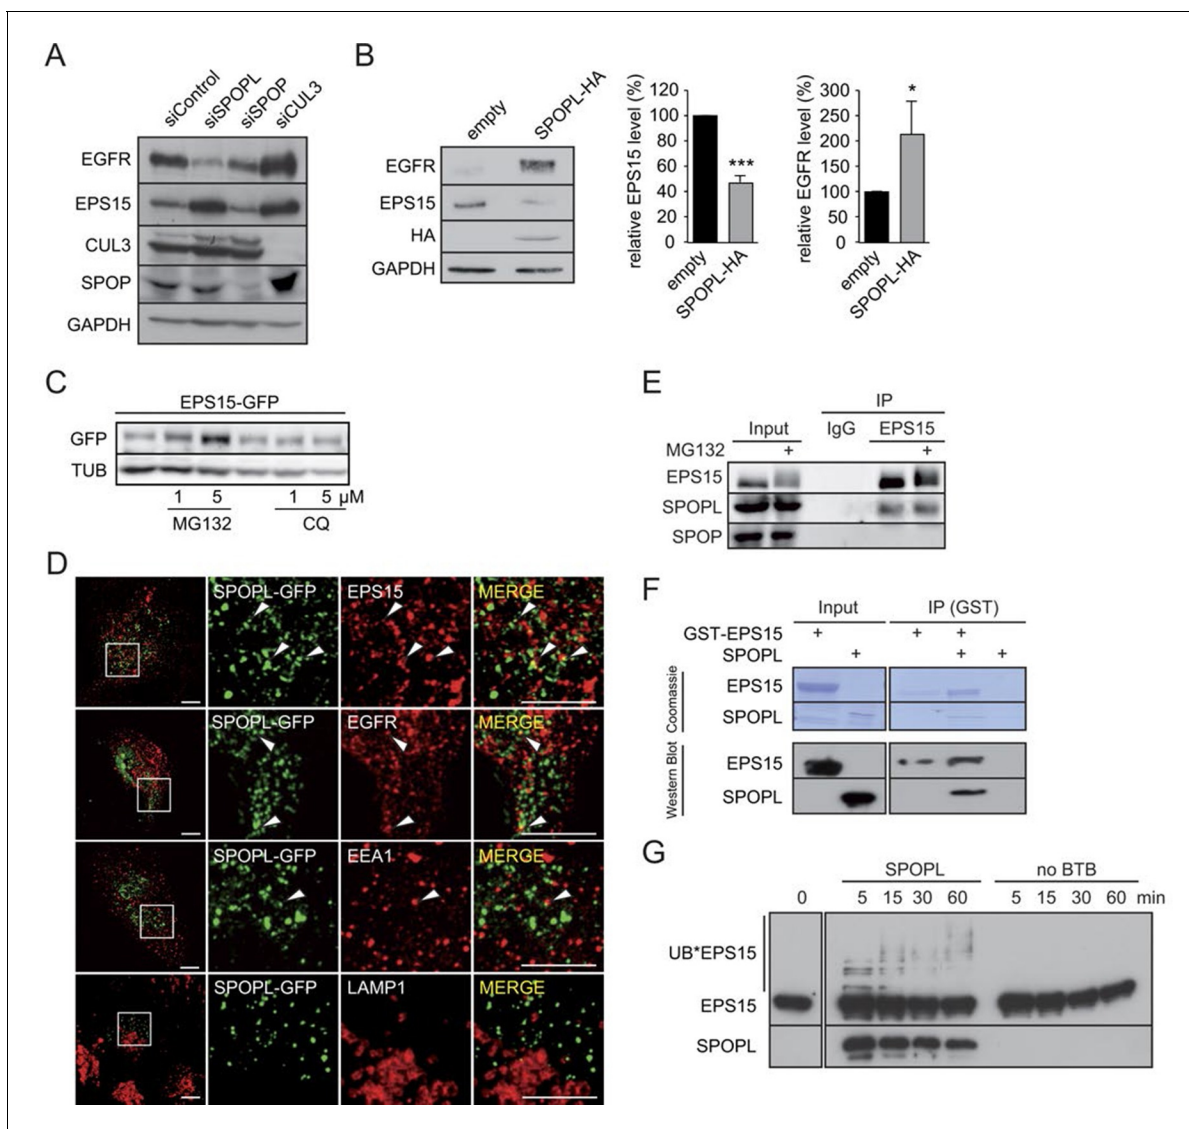 A
siControl
siSPOPL
siSPOP
siCUL3
EGFR
EPS15
CUL3
SPOP
GAPDH
B
empty
SPOPL-HA
EGFR
EPS15
HA
GAPDH
relative EPS15 level (%)
120
100
80
60
40
20
0
***
empty
SPOPL-HA
relative EGFR level (%)
300
250
200
150
100
50
0
*
empty
SPOPL-HA
C
EPS15-GFP
GFP
TUB
1 5 1 5 µM
MG132 CQ
D
SPOPL-GFP EPS15 MERGE
SPOPL-GFP EGFR MERGE
SPOPL-GFP EEA1 MERGE
SPOPL-GFP LAMP1 MERGE
E
IP
Input IgG EPS15
MG132 + +
EPS15
SPOPL
SPOP
F
Input IP (GST)
GST-EPS15 + + +
SPOPL + + +
Coomassie
EPS15
SPOPL
Western Blot
EPS15
SPOPL
G
SPOPL no BTB
0 5 15 30 60 5 15 30 60 min
UB*EPS15
EPS15
SPOPL